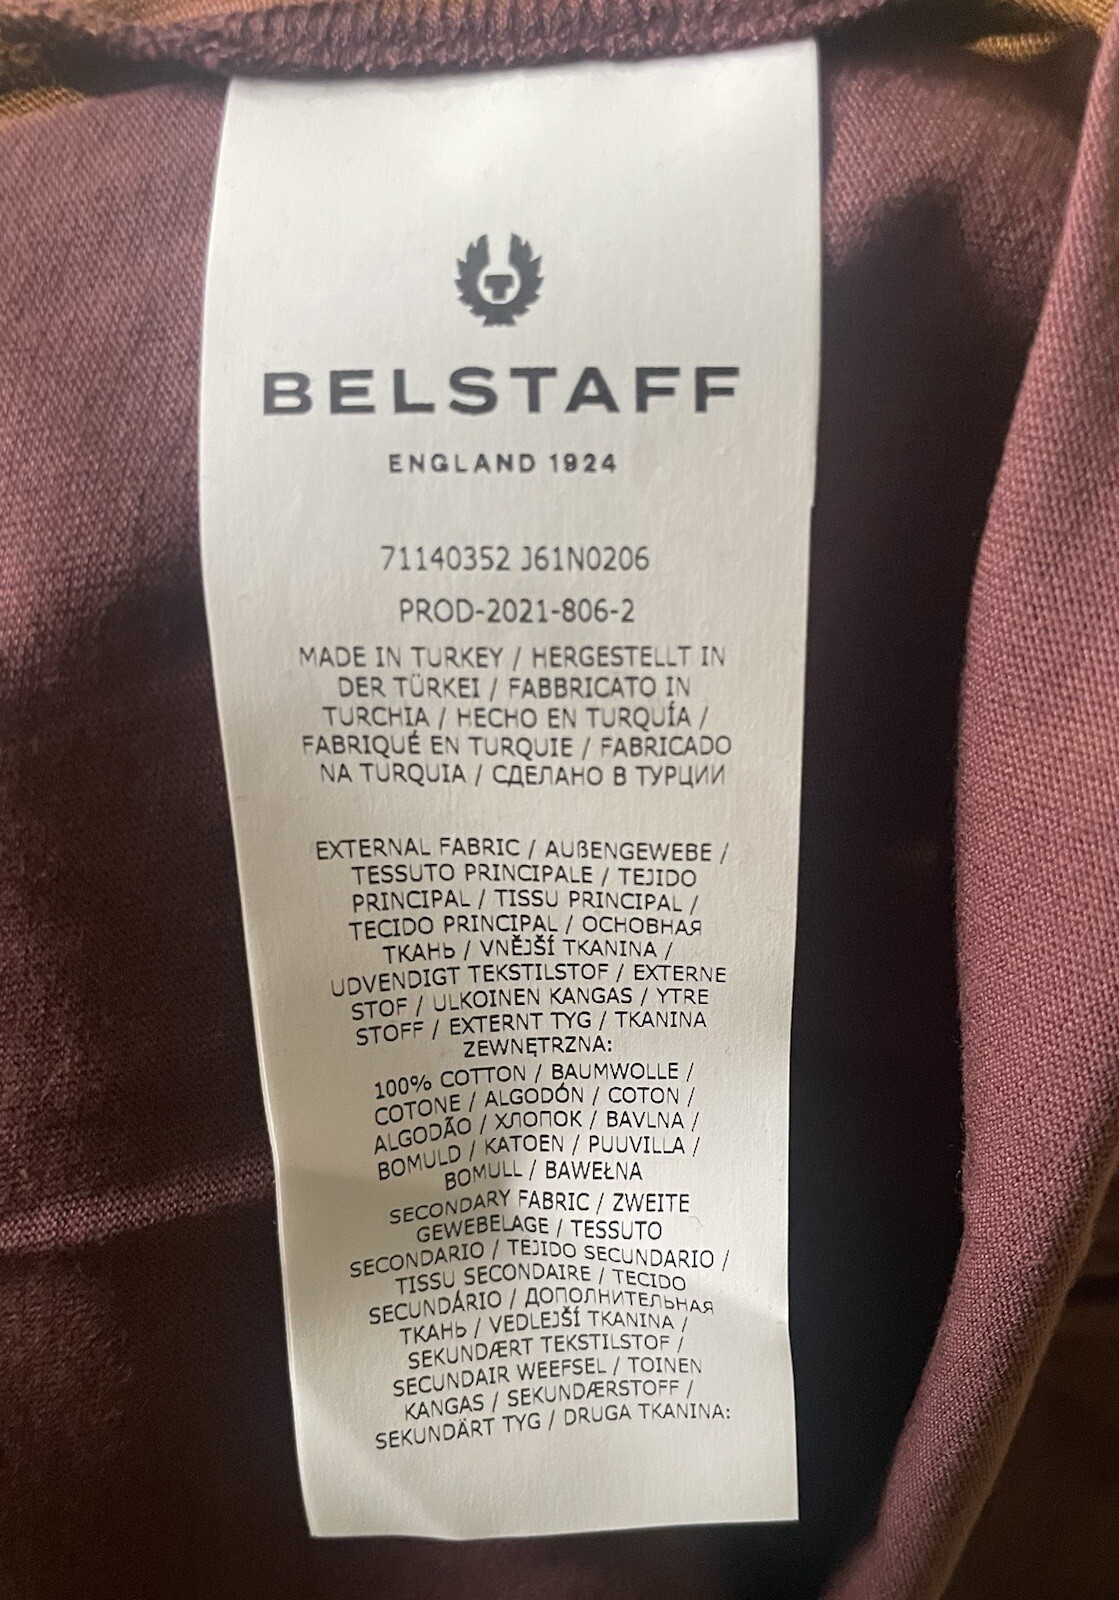 BELSTAFF
ENGLAND 1924
71140352 J61N0206
PROD-2021-806-2
MADE IN TURKEY / HERGESTELLT IN
DER TÜRKEI / FABBRICATO IN
TURCHIA / HECHO EN TURQUÍA /
FABRIQUÉ EN TURQUIE / FABRICADO
NA TURQUIA / СДЕЛАНО В ТУРЦИИ
EXTERNAL FABRIC / AUßENGEWEBE /
TESSUTO PRINCIPALE / TEJIDO
PRINCIPAL / TISSU PRINCIPAL /
TECIDO PRINCIPAL / ОСНОВНАЯ
ТКАНЬ / VNĚJŠÍ TKANINA /
UDVENDIGT TEKSTILSTOF / EXTERNE
STOF / ULKOINEN KANGAS / YTRE
STOFF / EXTERNT TYG / TKANINA
ZEWNĘTRZNA:
100% COTTON / BAUMWOLLE /
COTONE / ALGODÓN / COTON /
ALGODÃO / ХЛОПОК / BAVLNA /
BOMULD / KATOEN / PUUVILLA /
BOMULL / BAWEŁNA
SECONDARY FABRIC / ZWEITE
GEWEBELAGE / TESSUTO
SECONDARIO / TEJIDO SECUNDARIO /
TISSU SECONDAIRE / TECIDO
SECUNDÁRIO / ДОПОЛНИТЕЛЬНАЯ
ТКАНЬ / VEDLEJŠÍ TKANINA /
SEKUNDÆRT TEKSTILSTOF /
SECUNDAIR WEEFSEL / TOINEN
KANGAS / SEKUNDÆRSTOFF /
SEKUNDÄRT TYG / DRUGA TKANINA: